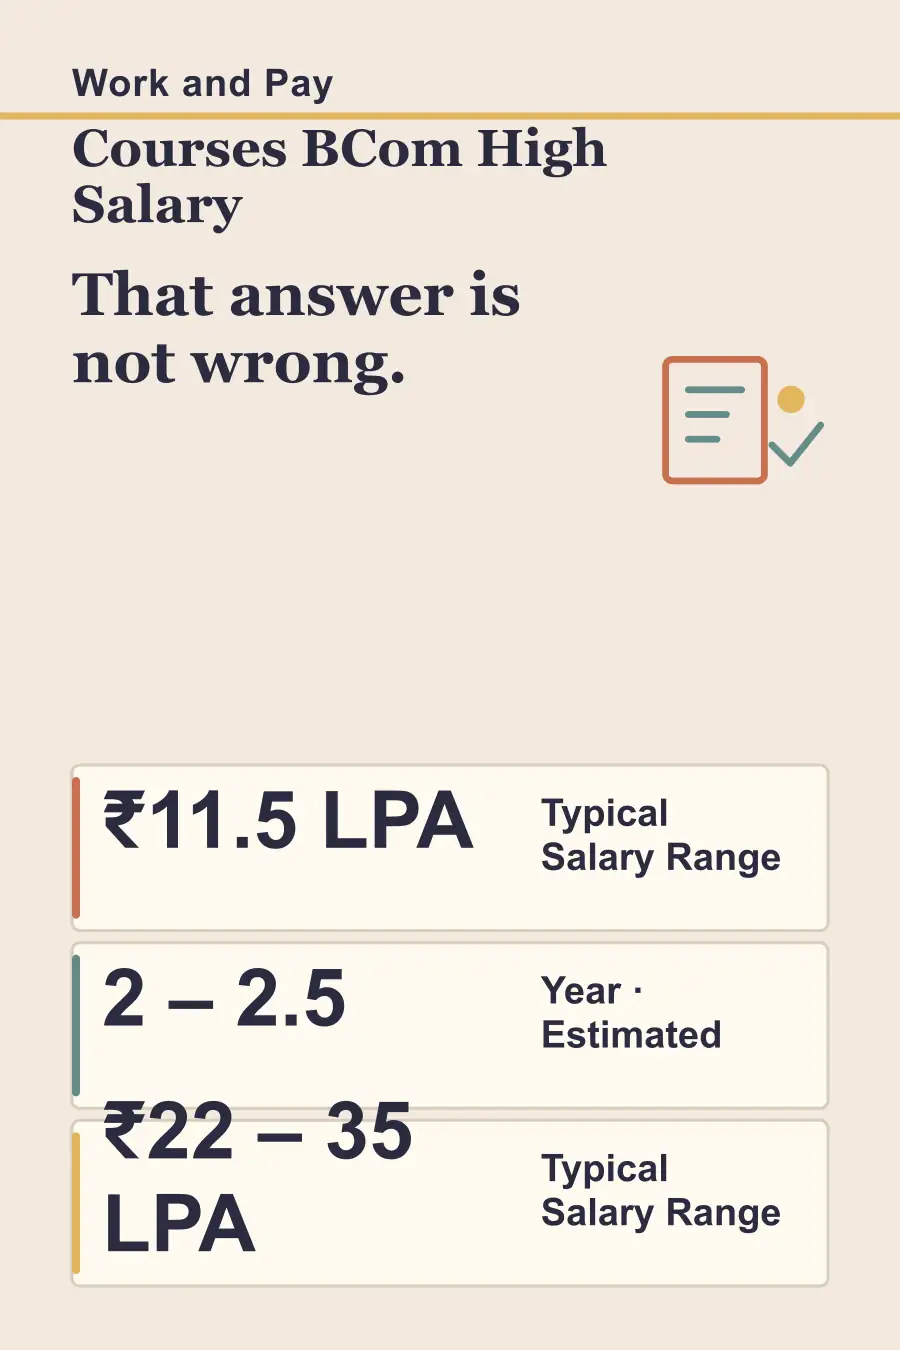 Work and Pay
Courses BCom High
Salary
That answer is
not wrong.
₹11.5 LPA
Typical
Salary Range
2 – 2.5
Year ·
Estimated
₹22 – 35
LPA
Typical
Salary Range